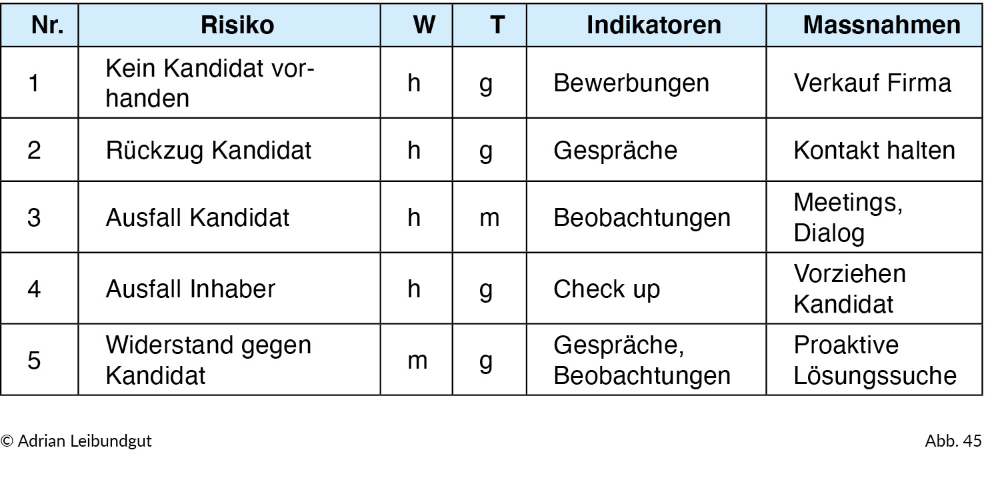 Nr. Risiko W T Indikatoren Massnahmen
1 Kein Kandidat vor-
handen h g Bewerbungen Verkauf Firma
2 Rückzug Kandidat h g Gespräche Kontakt halten
3 Ausfall Kandidat h m Beobachtungen Meetings,
Dialog
4 Ausfall Inhaber h g Check up Vorziehen
Kandidat
5 Widerstand gegen
Kandidat m g Gespräche,
Beobachtungen Proaktive
Lösungssuche
© Adrian Leibundgut Abb. 45